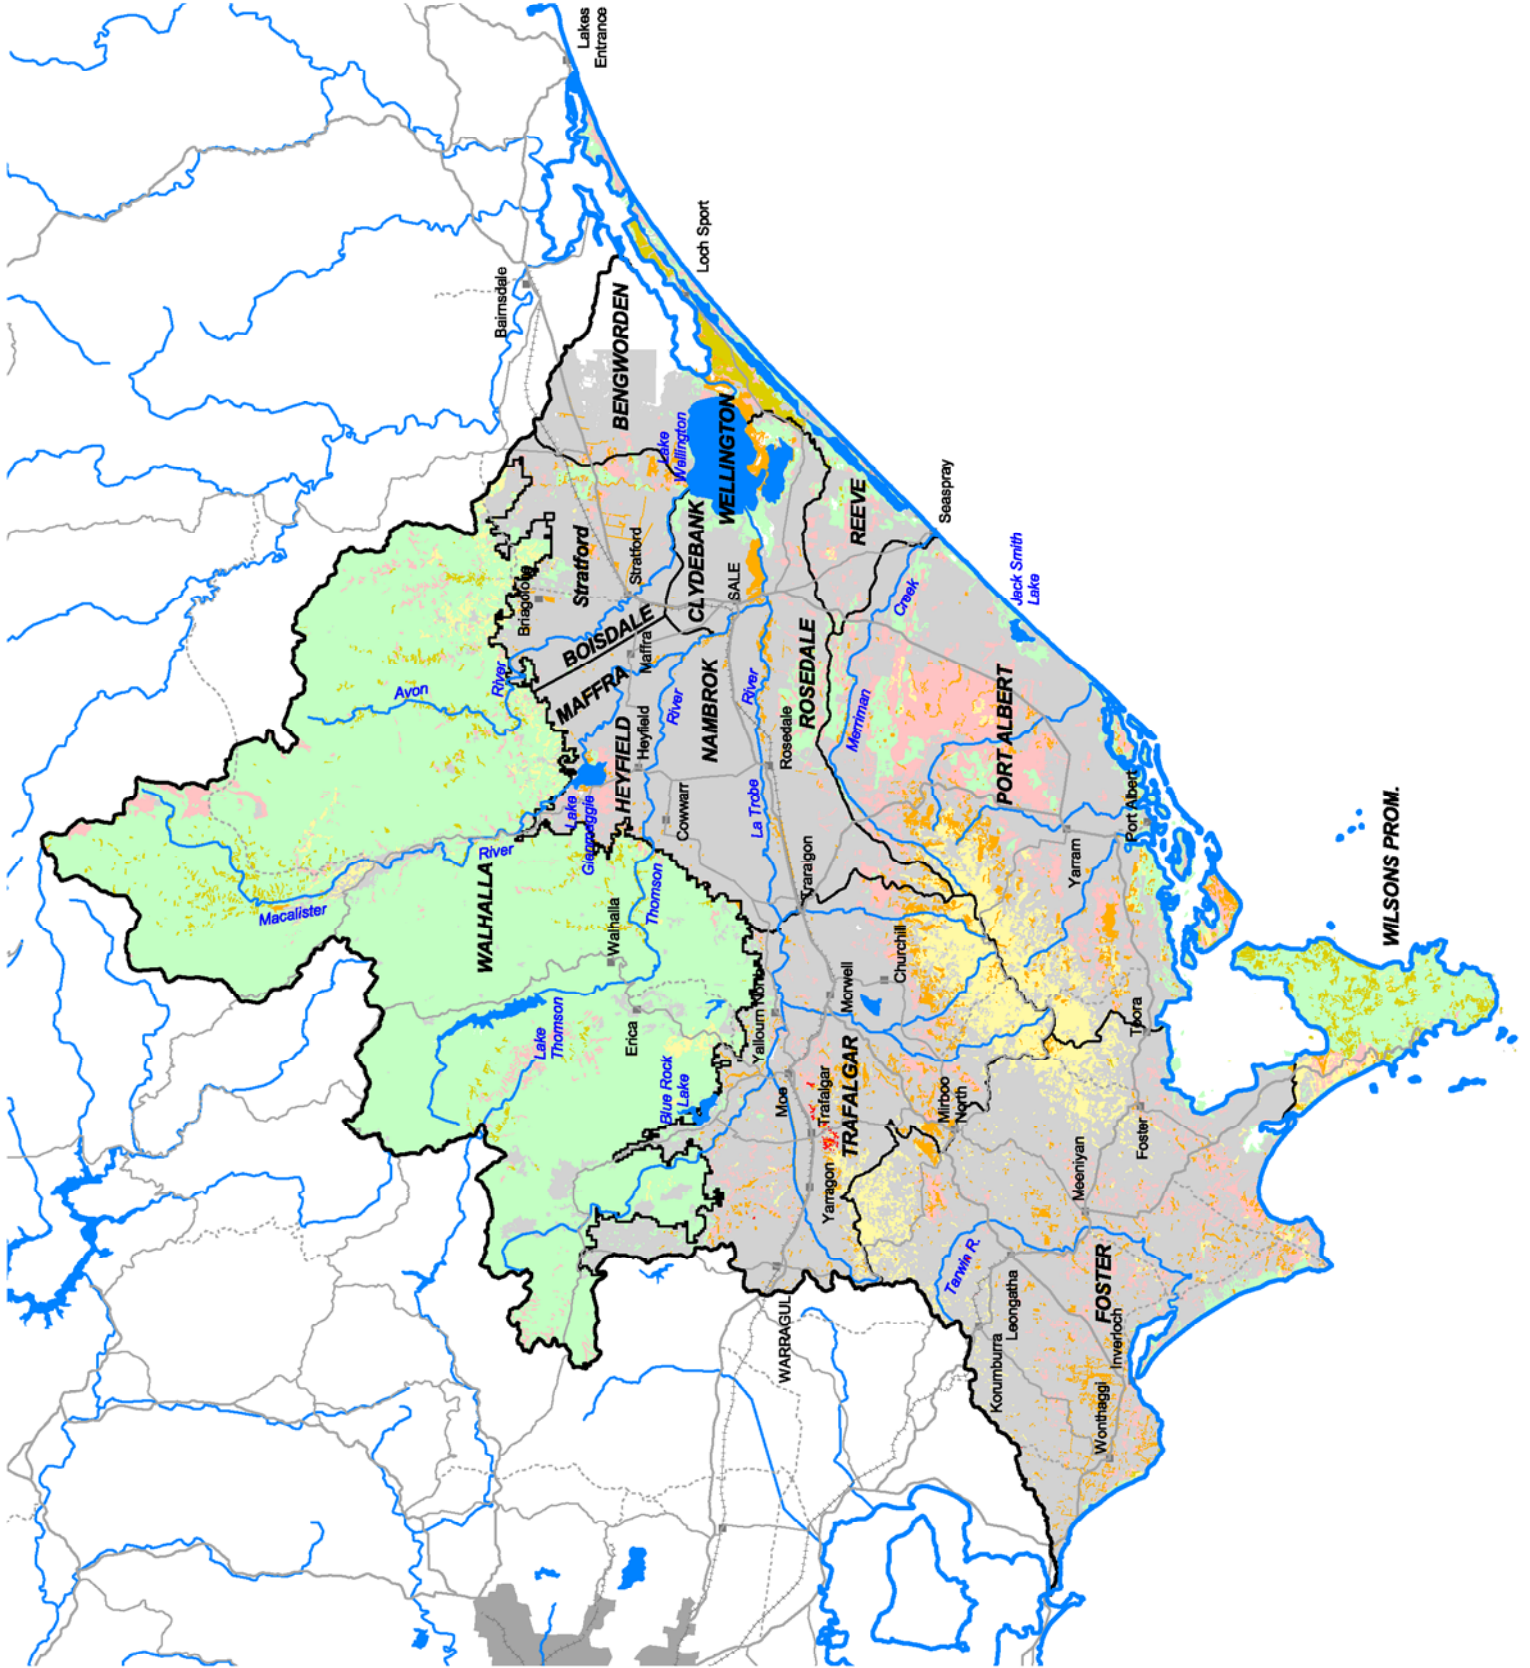 Lakes
Entrance
Bairnsdale
Loch Sport
BENGWORDEN
Lake
Wellington
WELLINGTON
CLYDEBANK
REEVE
Seaspray
Stratford
Stratford
Briagolong
SALE
Jack Smith
Lake
Creek
BOISDALE
Maffra
MAFFRA
River
Avon
River
NAMBROK
River
ROSEDALE
Rosedale
Merriman
PORT ALBERT
HEYFIELD
Heyfield
Lake
Glenmaggie
Cowwarr
La Trobe
Port Albert
Yarram
WILSONS PROM.
River
Macalister
WALHALLA
Walhalla
Thomson
Traralgon
Churchill
Morwell
Yallourn North
Lake
Thomson
Erica
Toora
Blue Rock
Lake
Moe
Trafalgar
TRAFALGAR
Mirboo
North
Foster
Yarragon
Meeniyan
Tarwin R.
FOSTER
Leongatha
Inverloch
WARRAGUL
Korumburra
Wonthaggi